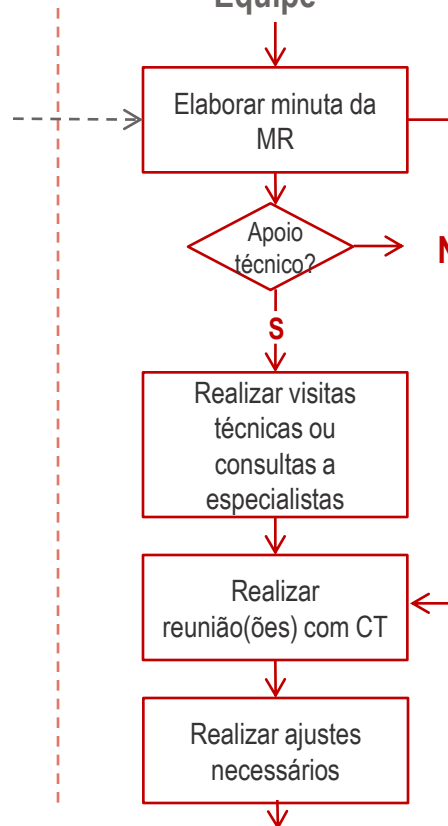 Equipe
Elaborar minuta da
MR
Apoio
técnico?
N
S
Realizar visitas
técnicas ou
consultas a
especialistas
Realizar
reunião(ões) com CT
Realizar ajustes
necessários